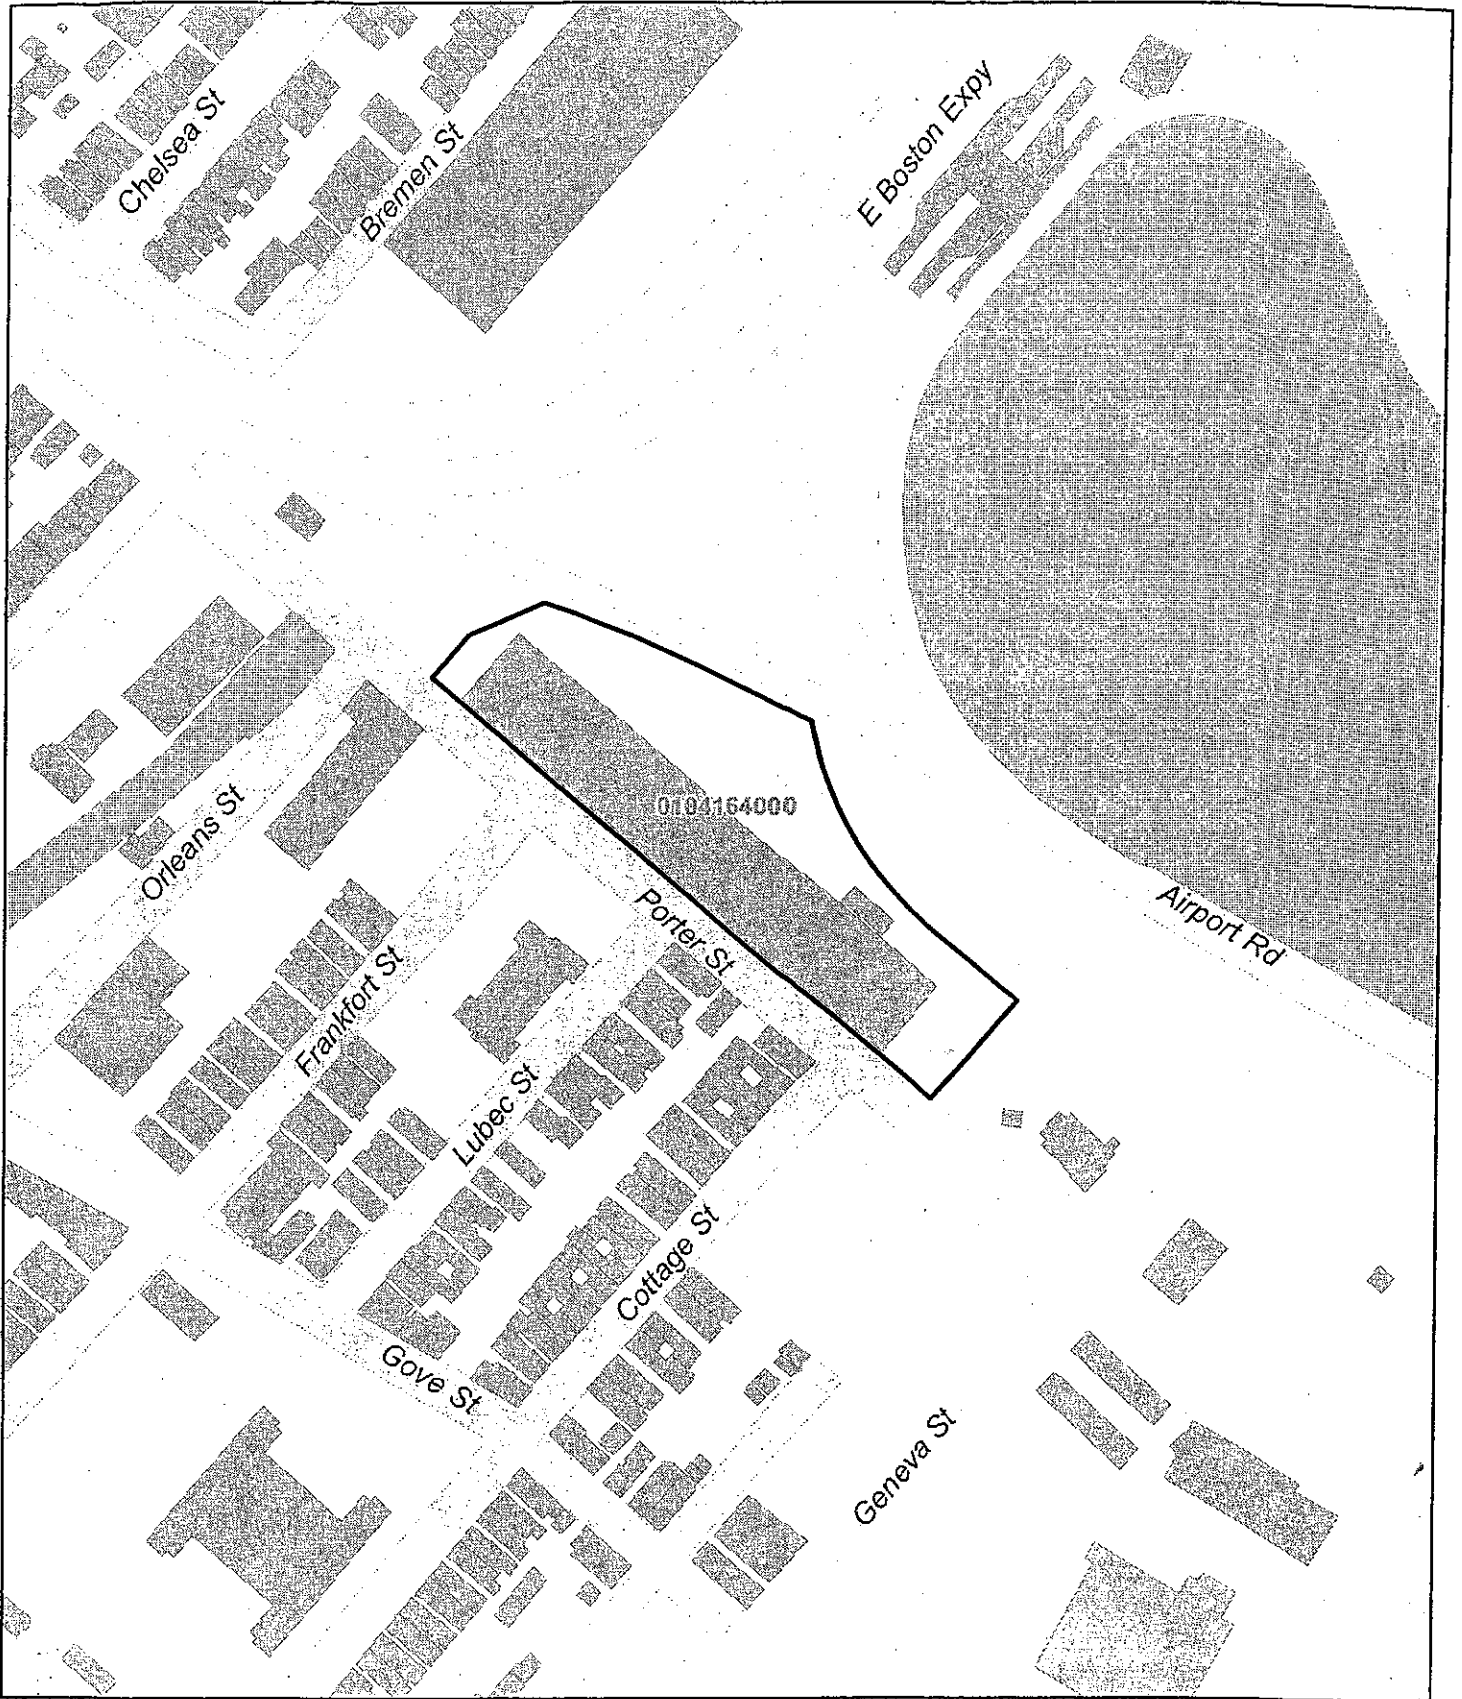 Chelsea St
Bremen St
E Boston Expy
Orleans St
0104164000
Porter St
Airport Rd
Frankfort St
Lubec St
Cottage St
Gove St
Geneva St